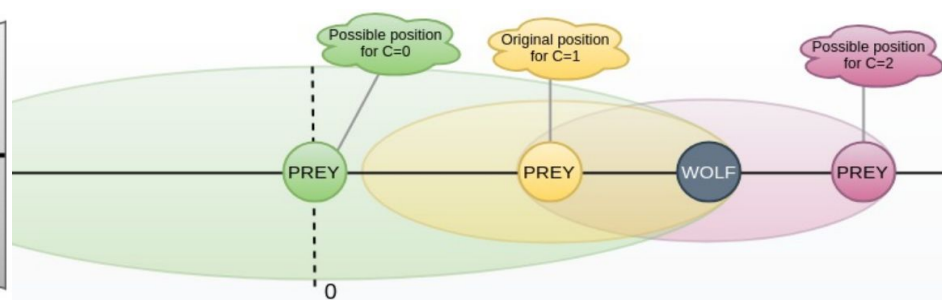 Possible position
for C=0
Original position
for C=1
Possible position
for C=2
PREY
PREY
WOLF
PREY
0